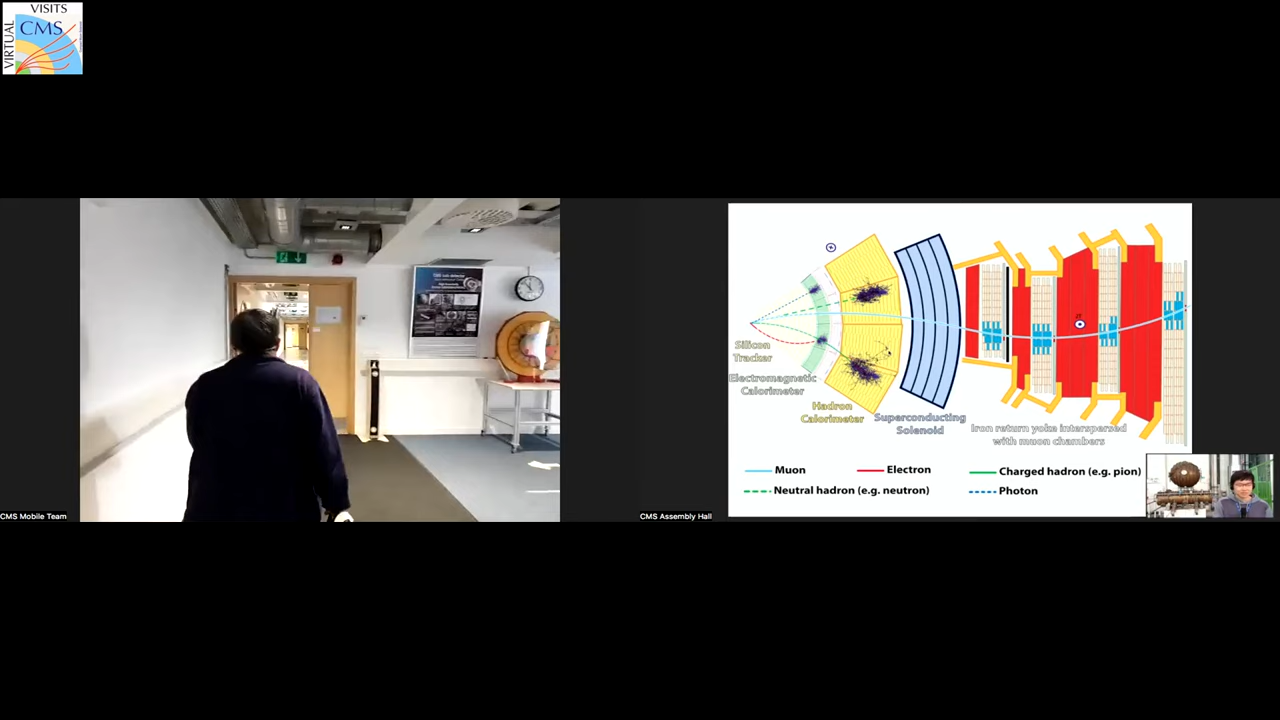 VISITS
VIRTUAL
CMS
Silicon
Tracker
Electromagnetic
Calorimeter
Hadron
Calorimeter
Superconducting
Solenoid
Iron return yoke interspersed
with muon chambers
2T
Muon
Electron
Charged hadron (e.g. pion)
Neutral hadron (e.g. neutron)
Photon
CMS Mobile Team
CMS Assembly Hall